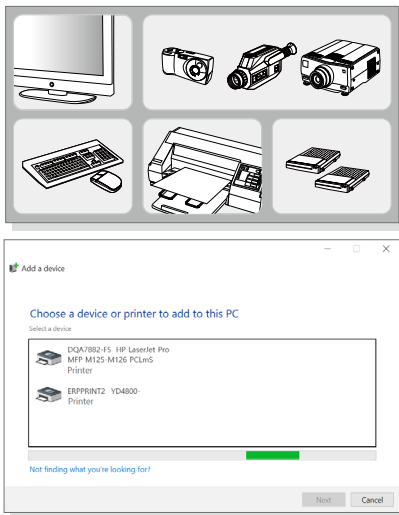 Add a device
Choose a device or printer to add to this PC
Select a device
DQA7882-F5 HP LaserJet Pro
MFP M125-M126 PCLmS
Printer
ERPPRINT2 YD4800-
Printer
Not finding what you're looking for?
Next Cancel